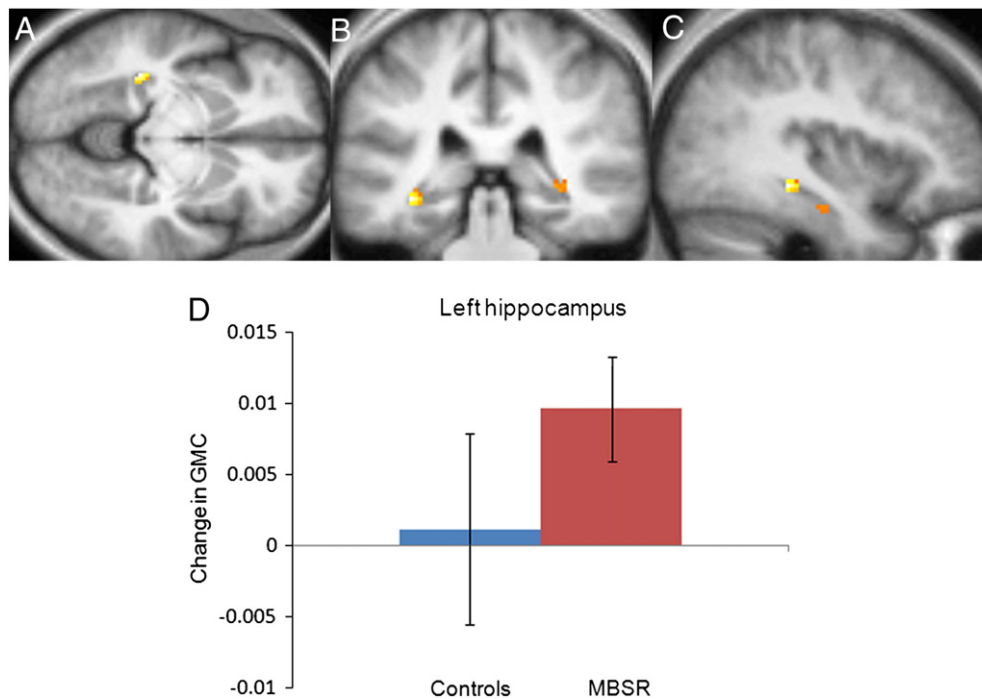 A B C
D
Left hippocampus
0.015
0.01
0.005
0
-0.005
-0.01
Change in GMC
Controls MBSR